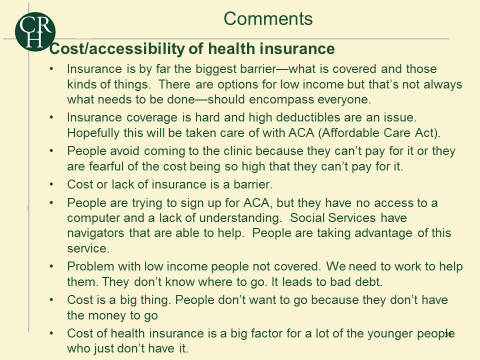 CR
H
Comments
Cost/accessibility of health insurance
• Insurance is by far the biggest barrier—what is covered and those
kinds of things.  There are options for low income but that's not always
what needs to be done—should encompass everyone.
• Insurance coverage is hard and high deductibles are an issue.
Hopefully this will be taken care of with ACA (Affordable Care Act).
• People avoid coming to the clinic because they can't pay for it or they
are fearful of the cost being so high that they can't pay for it.
• Cost or lack of insurance is a barrier.
• People are trying to sign up for ACA, but they have no access to a
computer and a lack of understanding.  Social Services have
navigators that are able to help.  People are taking advantage of this
service.
• Problem with low income people not covered. We need to work to help
them. They don't know where to go. It leads to bad debt.
• Cost is a big thing. People don't want to go because they don't have
the money to go
• Cost of health insurance is a big factor for a lot of the younger people
who just don't have it.